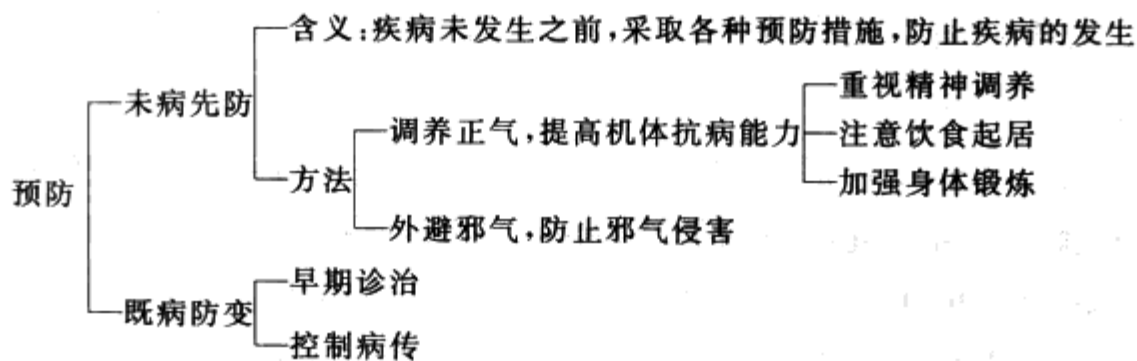 含义:疾病未发生之前,采取各种预防措施,防止疾病的发生
重视精神调养
未病先防
调养正气,提高机体抗病能力
注意饮食起居
方法
加强身体锻炼
预防
外避邪气,防止邪气侵害
早期诊治
既病防变
控制病传